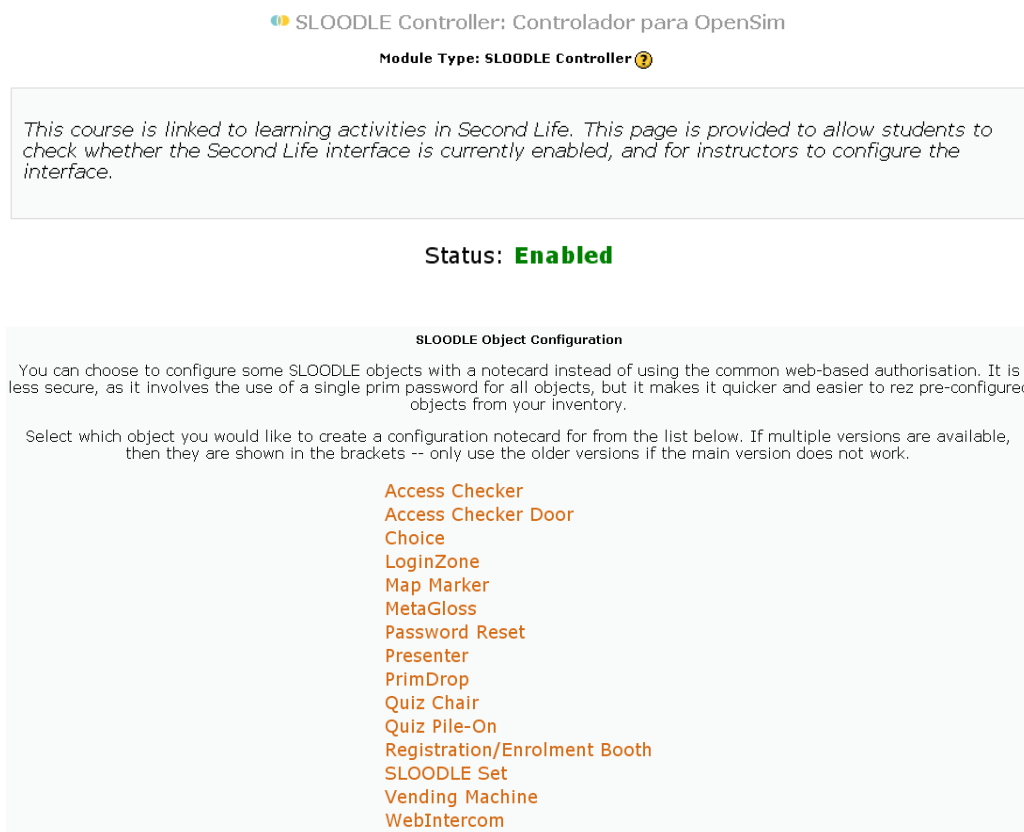 SLOODLE Controller: Controlador para OpenSim
Module Type: SLOODLE Controller ?
This course is linked to learning activities in Second Life. This page is provided to allow students to
check whether the Second Life interface is currently enabled, and for instructors to configure the
interface.
Status: Enabled
SLOODLE Object Configuration
You can choose to configure some SLOODLE objects with a notecard instead of using the common web-based authorisation. It is
less secure, as it involves the use of a single prim password for all objects, but it makes it quicker and easier to rez pre-configured
objects from your inventory.
Select which object you would like to create a configuration notecard for from the list below. If multiple versions are available,
then they are shown in the brackets -- only use the older versions if the main version does not work.
Access Checker
Access Checker Door
Choice
LoginZone
Map Marker
MetaGloss
Password Reset
Presenter
PrimDrop
Quiz Chair
Quiz Pile-On
Registration/Enrolment Booth
SLOODLE Set
Vending Machine
WebIntercom